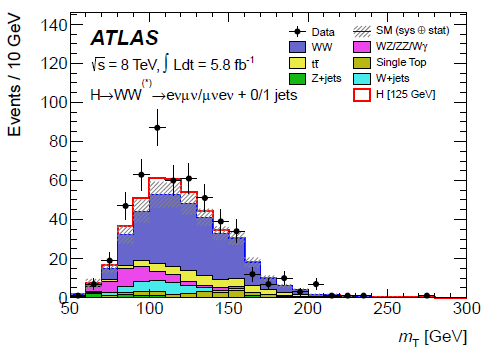 Events / 10 GeV
140
120
100
80
60
40
20
0
ATLAS
√s = 8 TeV, ∫ Ldt = 5.8 fb⁻¹
H→WW⁽*⁾→eνμν/μνeν + 0/1 jets
Data
SM (sys ⊕ stat)
WW
WZ/ZZ/Wγ
tt̄
Single Top
Z+jets
W+jets
H [125 GeV]
50 100 150 200 250 300
m_T [GeV]